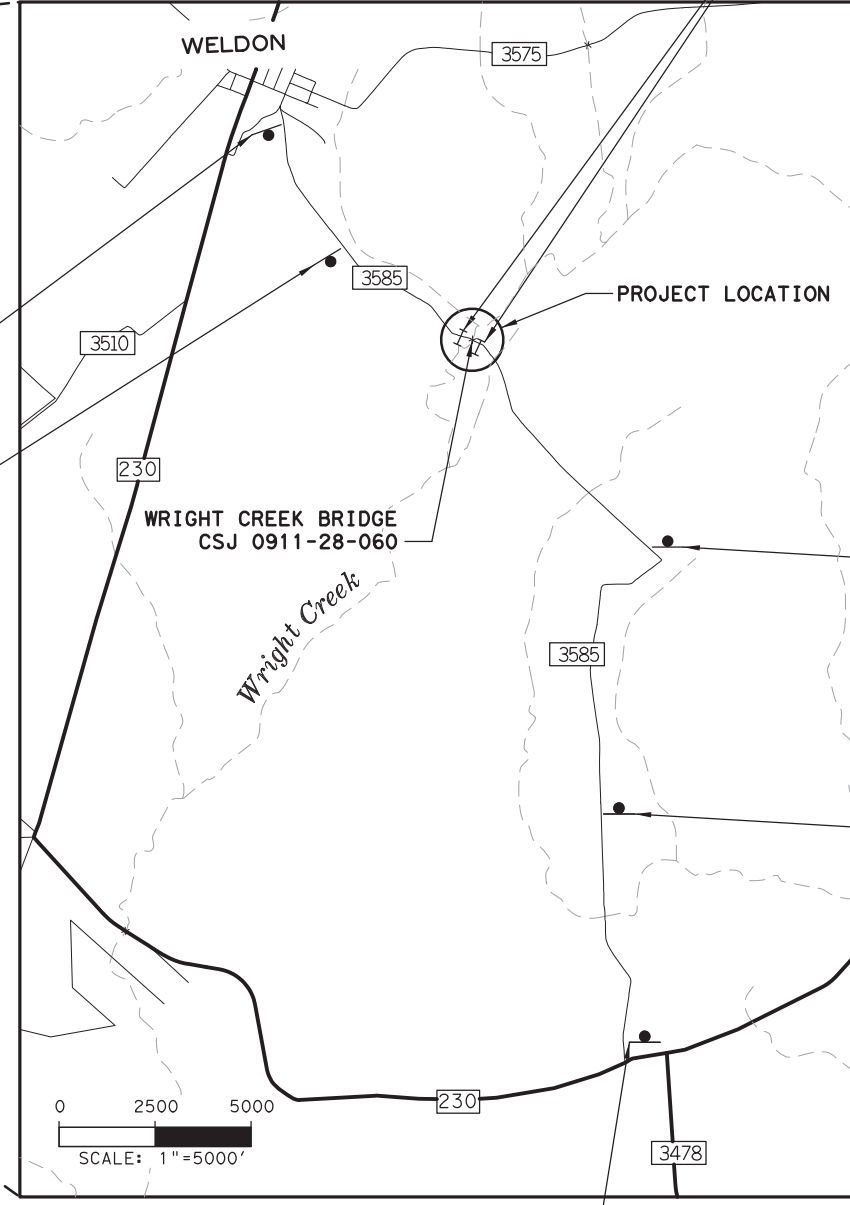 WELDON
3575
3585
PROJECT LOCATION
3510
230
WRIGHT CREEK BRIDGE
CSJ 0911-28-060
Wright Creek
3585
0 2500 5000
230
SCALE: 1"=5000'
3478